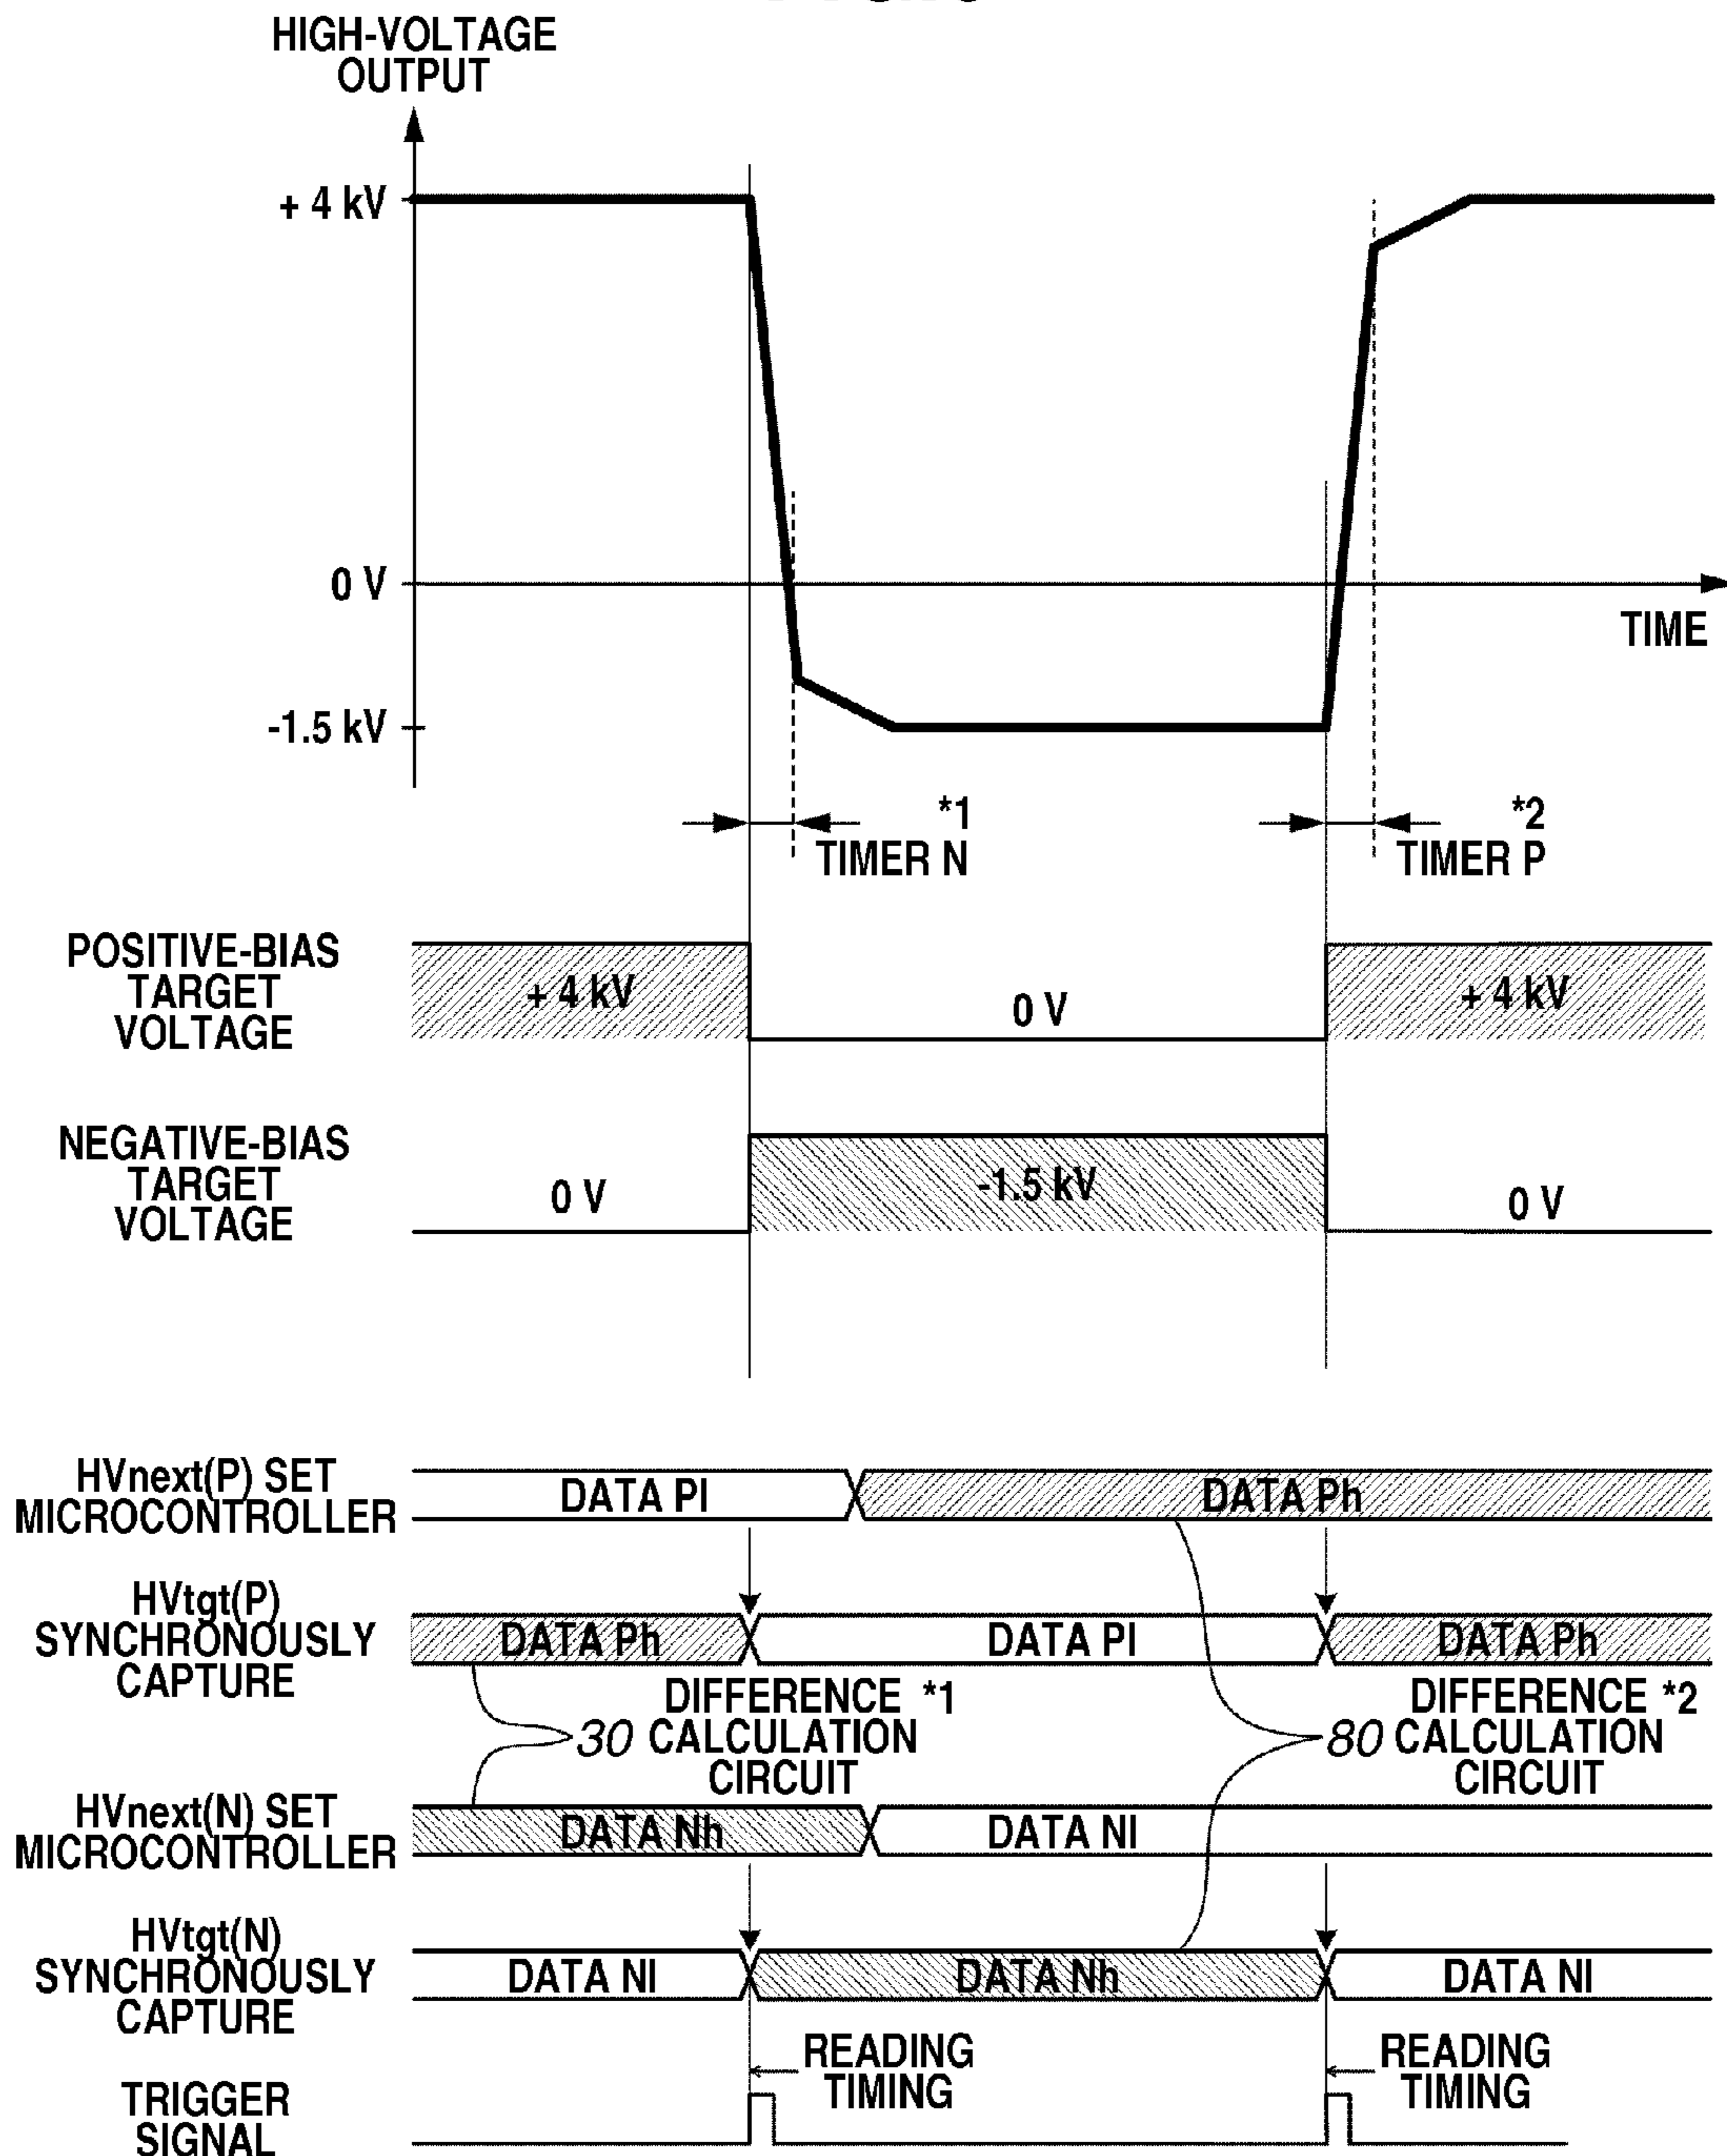 HIGH-VOLTAGE
OUTPUT
+ 4 kV
0 V
TIME
-1.5 kV
*1
TIMER N
*2
TIMER P
POSITIVE-BIAS
TARGET
VOLTAGE
+ 4 kV
0 V
+ 4 kV
NEGATIVE-BIAS
TARGET
VOLTAGE
0 V
-1.5 kV
0 V
HVnext(P) SET
MICROCONTROLLER
DATA Pl
DATA Ph
HVtgt(P)
SYNCHRONOUSLY
CAPTURE
DATA Ph
DATA Pl
DATA Ph
DIFFERENCE *1
30 CALCULATION
CIRCUIT
DIFFERENCE *2
80 CALCULATION
CIRCUIT
HVnext(N) SET
MICROCONTROLLER
DATA Nh
DATA Nl
HVtgt(N)
SYNCHRONOUSLY
CAPTURE
DATA Nl
DATA Nh
DATA Nl
READING
TIMING
READING
TIMING
TRIGGER
SIGNAL